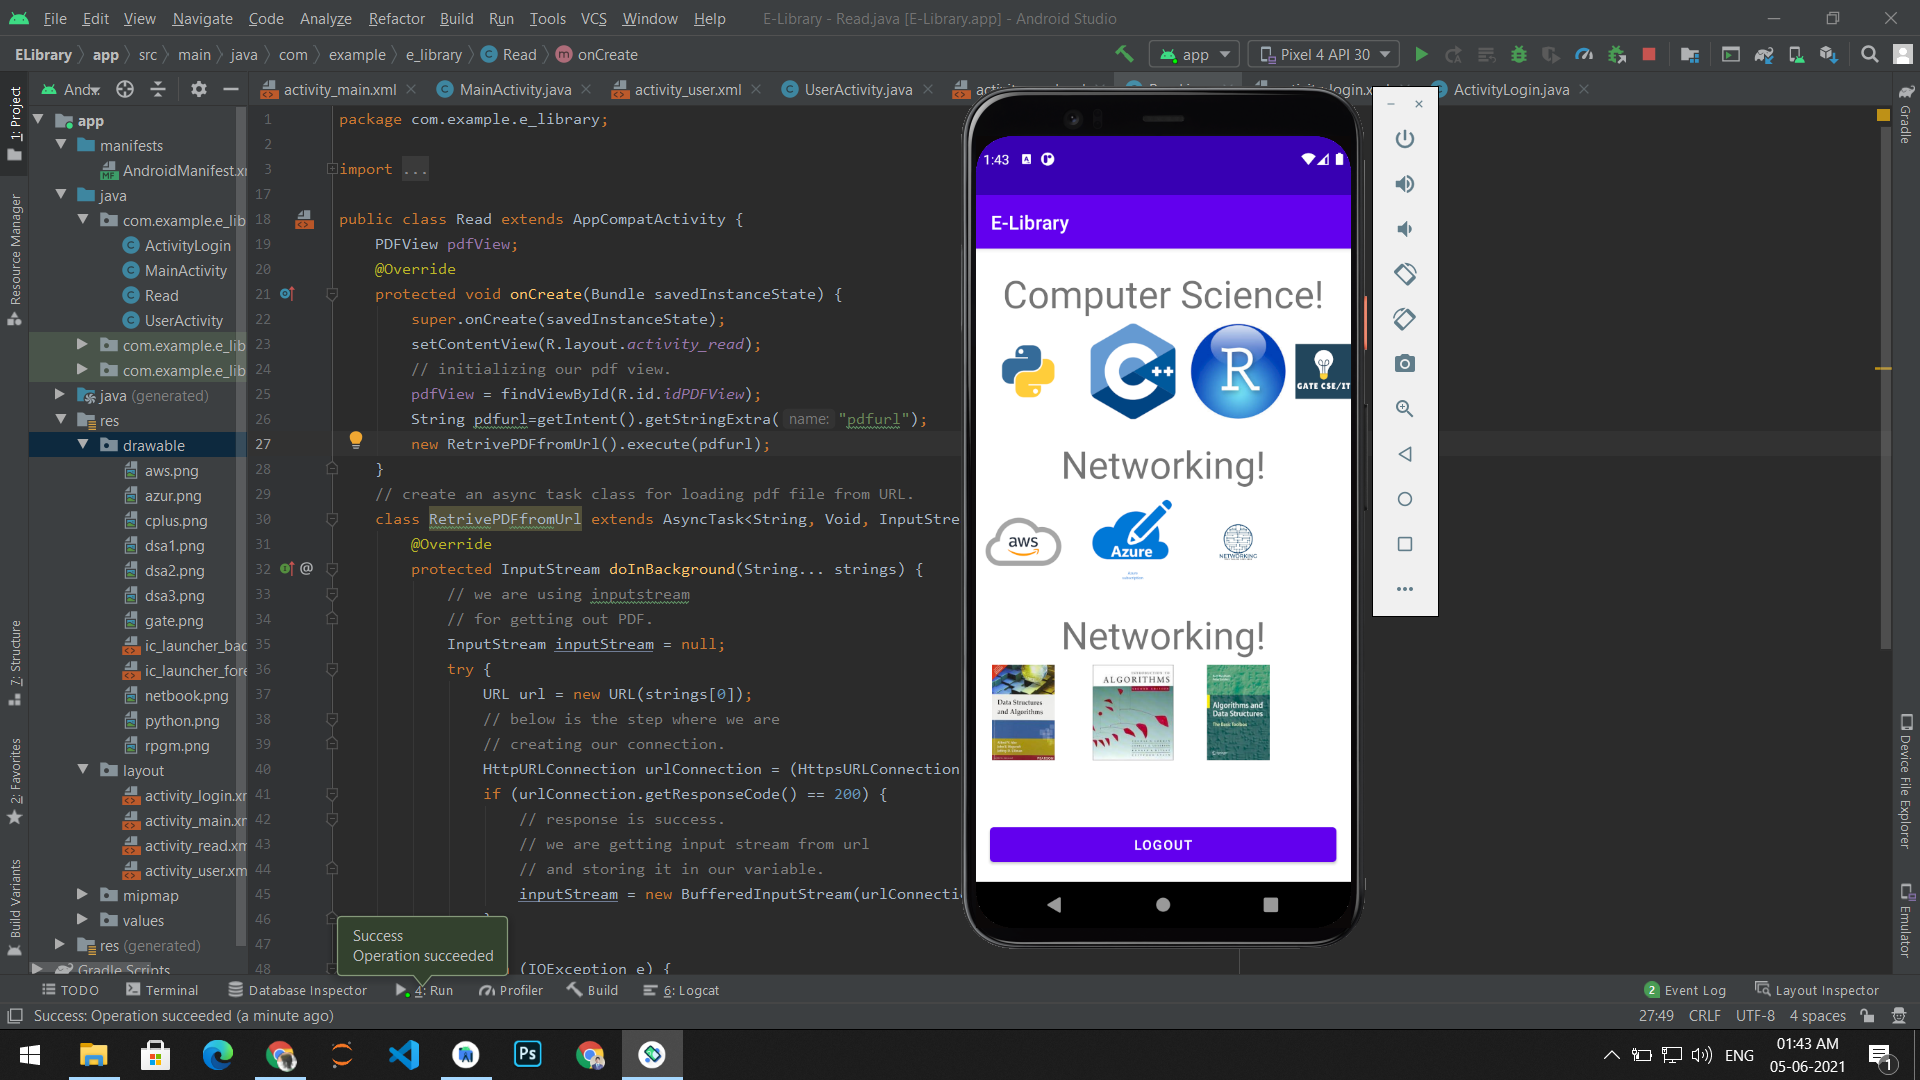 File Edit View Navigate Code Analyze Refactor Build Run Tools VCS Window Help E-Library - Read.java [E-Library.app] - Android Studio
ELibrary app src main java com example e_library Read onCreate app Pixel 4 API 30
And..
activity_main.xml MainActivity.java activity_user.xml UserActivity.java ActivityLogin.java
1: Project
Resource Manager
7: Structure
2: Favorites
Build Variants
app
manifests
AndroidManifest.x
java
com.example.e_lib
ActivityLogin
MainActivity
Read
UserActivity
com.example.e_lib
com.example.e_lib
java (generated)
res
drawable
aws.png
azur.png
cplus.png
dsa1.png
dsa2.png
dsa3.png
gate.png
ic_launcher_bac
ic_launcher_fore
netbook.png
python.png
rpgm.png
layout
activity_login.xm
activity_main.xm
activity_read.xm
activity_user.xm
mipmap
values
res (generated)
Gradle Scripts
1 package com.example.e_library;
2
3 import ...
17
18 public class Read extends AppCompatActivity {
19 PDFView pdfView;
20 @Override
21 protected void onCreate(Bundle savedInstanceState) {
22 super.onCreate(savedInstanceState);
23 setContentView(R.layout.activity_read);
24 // initializing our pdf view.
25 pdfView = findViewById(R.id.idPDFView);
26 String pdfurl=getIntent().getStringExtra( name: "pdfurl");
27 new RetrivePDFfromUrl().execute(pdfurl);
28 }
29 // create an async task class for loading pdf file from URL.
30 class RetrivePDFfromUrl extends AsyncTask<String, Void, InputStre
31 @Override
32 @ protected InputStream doInBackground(String... strings) {
33 // we are using inputstream
34 // for getting out PDF.
35 InputStream inputStream = null;
36 try {
37 URL url = new URL(strings[0]);
38 // below is the step where we are
39 // creating our connection.
40 HttpURLConnection urlConnection = (HttpsURLConnection
41 if (urlConnection.getResponseCode() == 200) {
42 // response is success.
43 // we are getting input stream from url
44 // and storing it in our variable.
45 inputStream = new BufferedInputStream(urlConnecti
46
47
48 (IOException e) {
Success
Operation succeeded
1:43
E-Library
Computer Science!
C ++
R
GATE CSE/IT
Networking!
aws
Azure
NETWORKING
Networking!
Data Structures and Algorithms
ALGORITHMS
Algorithms and Data Structures
The Basic Toolbox
LOGOUT
Gradle
Device File Explorer
Emulator
TODO Terminal Database Inspector 4: Run Profiler Build 6: Logcat 2 Event Log Layout Inspector
Success: Operation succeeded (a minute ago) 27:49 CRLF UTF-8 4 spaces
Ps
ENG
01:43 AM
05-06-2021
1